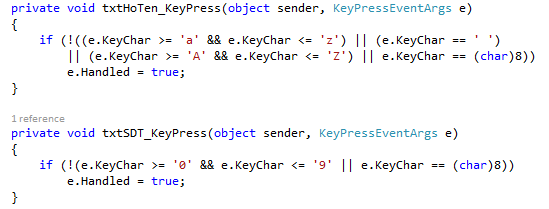 private void txtHoTen_KeyPress(object sender, KeyPressEventArgs e)
{
if (!((e.KeyChar >= 'a' && e.KeyChar <= 'z') || (e.KeyChar == ' ')
|| (e.KeyChar >= 'A' && e.KeyChar <= 'Z') || e.KeyChar == (char)8))
e.Handled = true;
}
1 reference
private void txtSDT_KeyPress(object sender, KeyPressEventArgs e)
{
if (!(e.KeyChar >= '0' && e.KeyChar <= '9' || e.KeyChar == (char)8))
e.Handled = true;
}